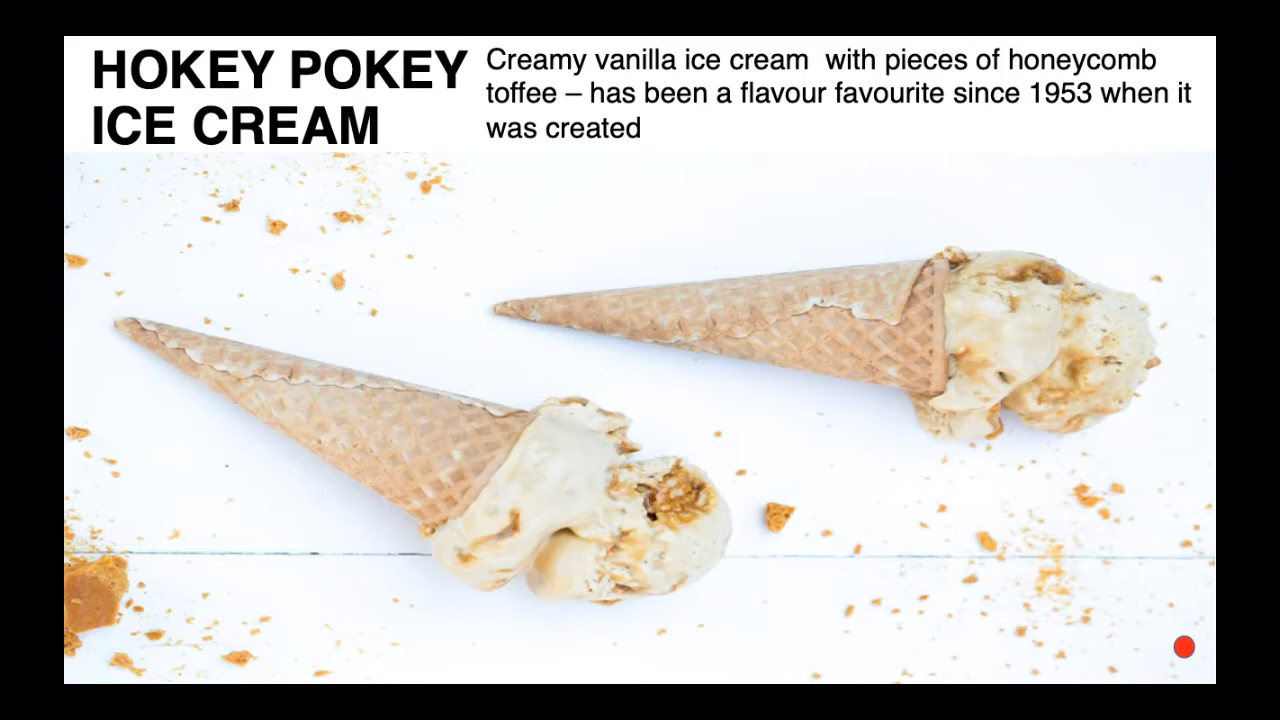 HOKEY POKEY
ICE CREAM
Creamy vanilla ice cream  with pieces of honeycomb
toffee – has been a flavour favourite since 1953 when it
was created